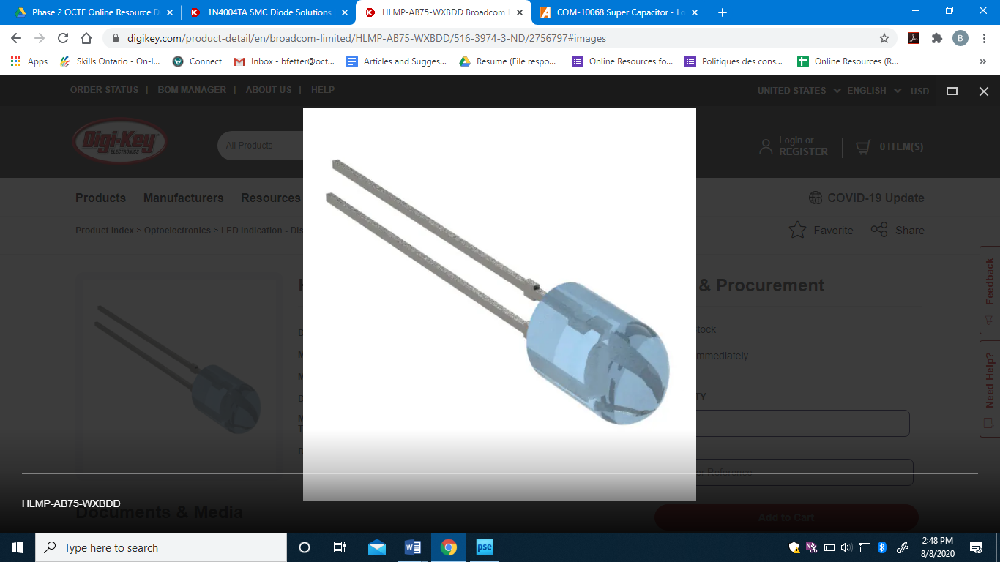 Phase 2 OCTE Online Resource D
1N4004TA SMC Diode Solutions
HLMP-AB75-WXBDD Broadcom
COM-10068 Super Capacitor - Lo
digikey.com/product-detail/en/broadcom-limited/HLMP-AB75-WXBDD/516-3974-3-ND/2756797#images
B
Apps
Skills Ontario - On-l...
Connect
Inbox - bfetter@oct...
Articles and Sugges...
Resume (File respo...
Online Resources fo...
Politiques des cons...
Online Resources (R...
»
ORDER STATUS | BOM MANAGER | ABOUT US | HELP
UNITED STATES ENGLISH USD
Digi-Key
ELECTRONICS
All Products
Login or
REGISTER
0 ITEM(S)
Products Manufacturers Resources
COVID-19 Update
Product Index > Optoelectronics > LED Indication - Dis
Favorite
Share
Feedback
& Procurement
tock
mmediately
Need Help?
TY
er Reference
HLMP-AB75-WXBDD
Documents & Media
Add to Cart
Type here to search
W
pse
2:48 PM
8/8/2020